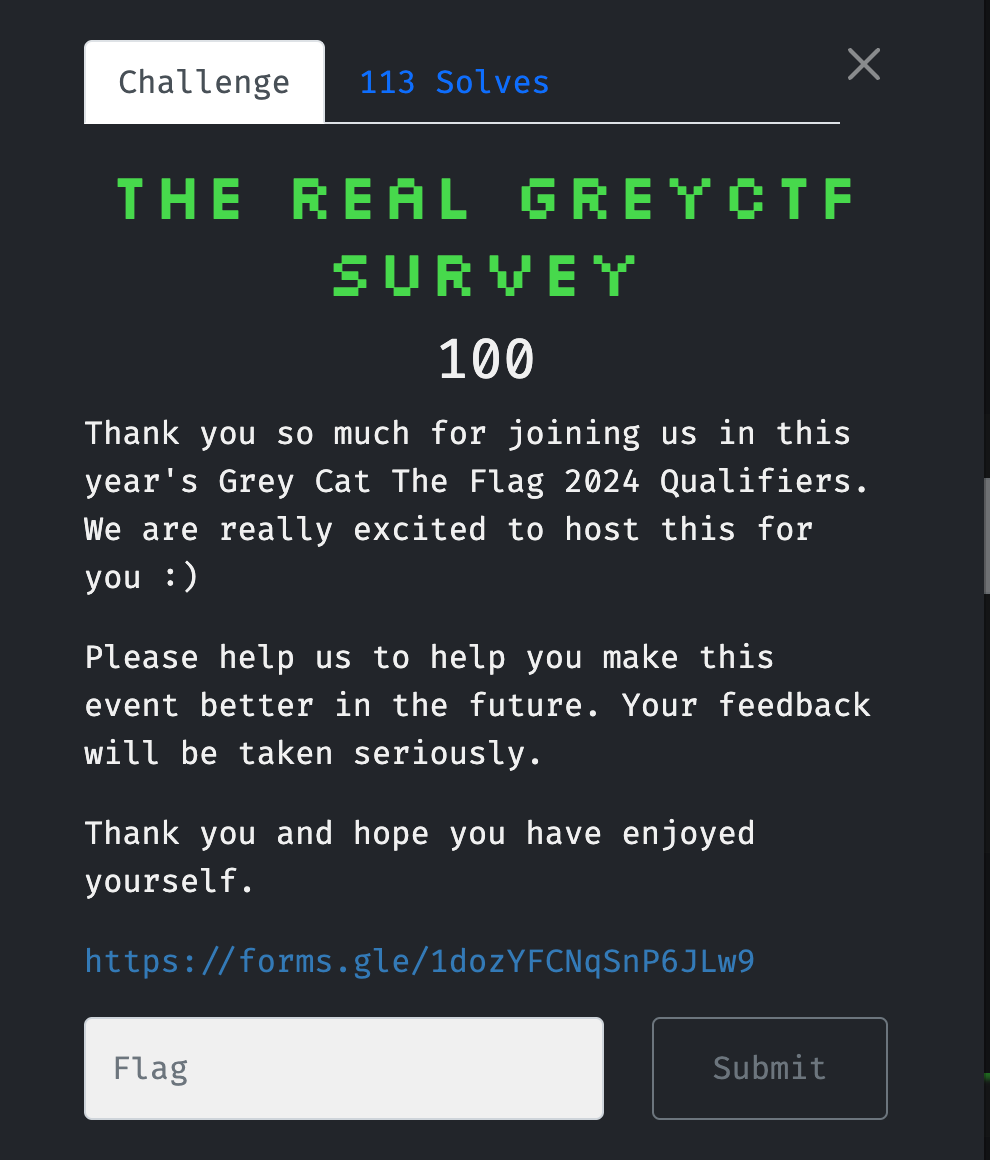 Challenge
113 Solves
THE REAL GREYCTF
SURVEY
100
Thank you so much for joining us in this
year's Grey Cat The Flag 2024 Qualifiers.
We are really excited to host this for
you :)
Please help us to help you make this
event better in the future. Your feedback
will be taken seriously.
Thank you and hope you have enjoyed
yourself.
https://forms.gle/1dozYFCNqSnP6JLw9
Flag
Submit